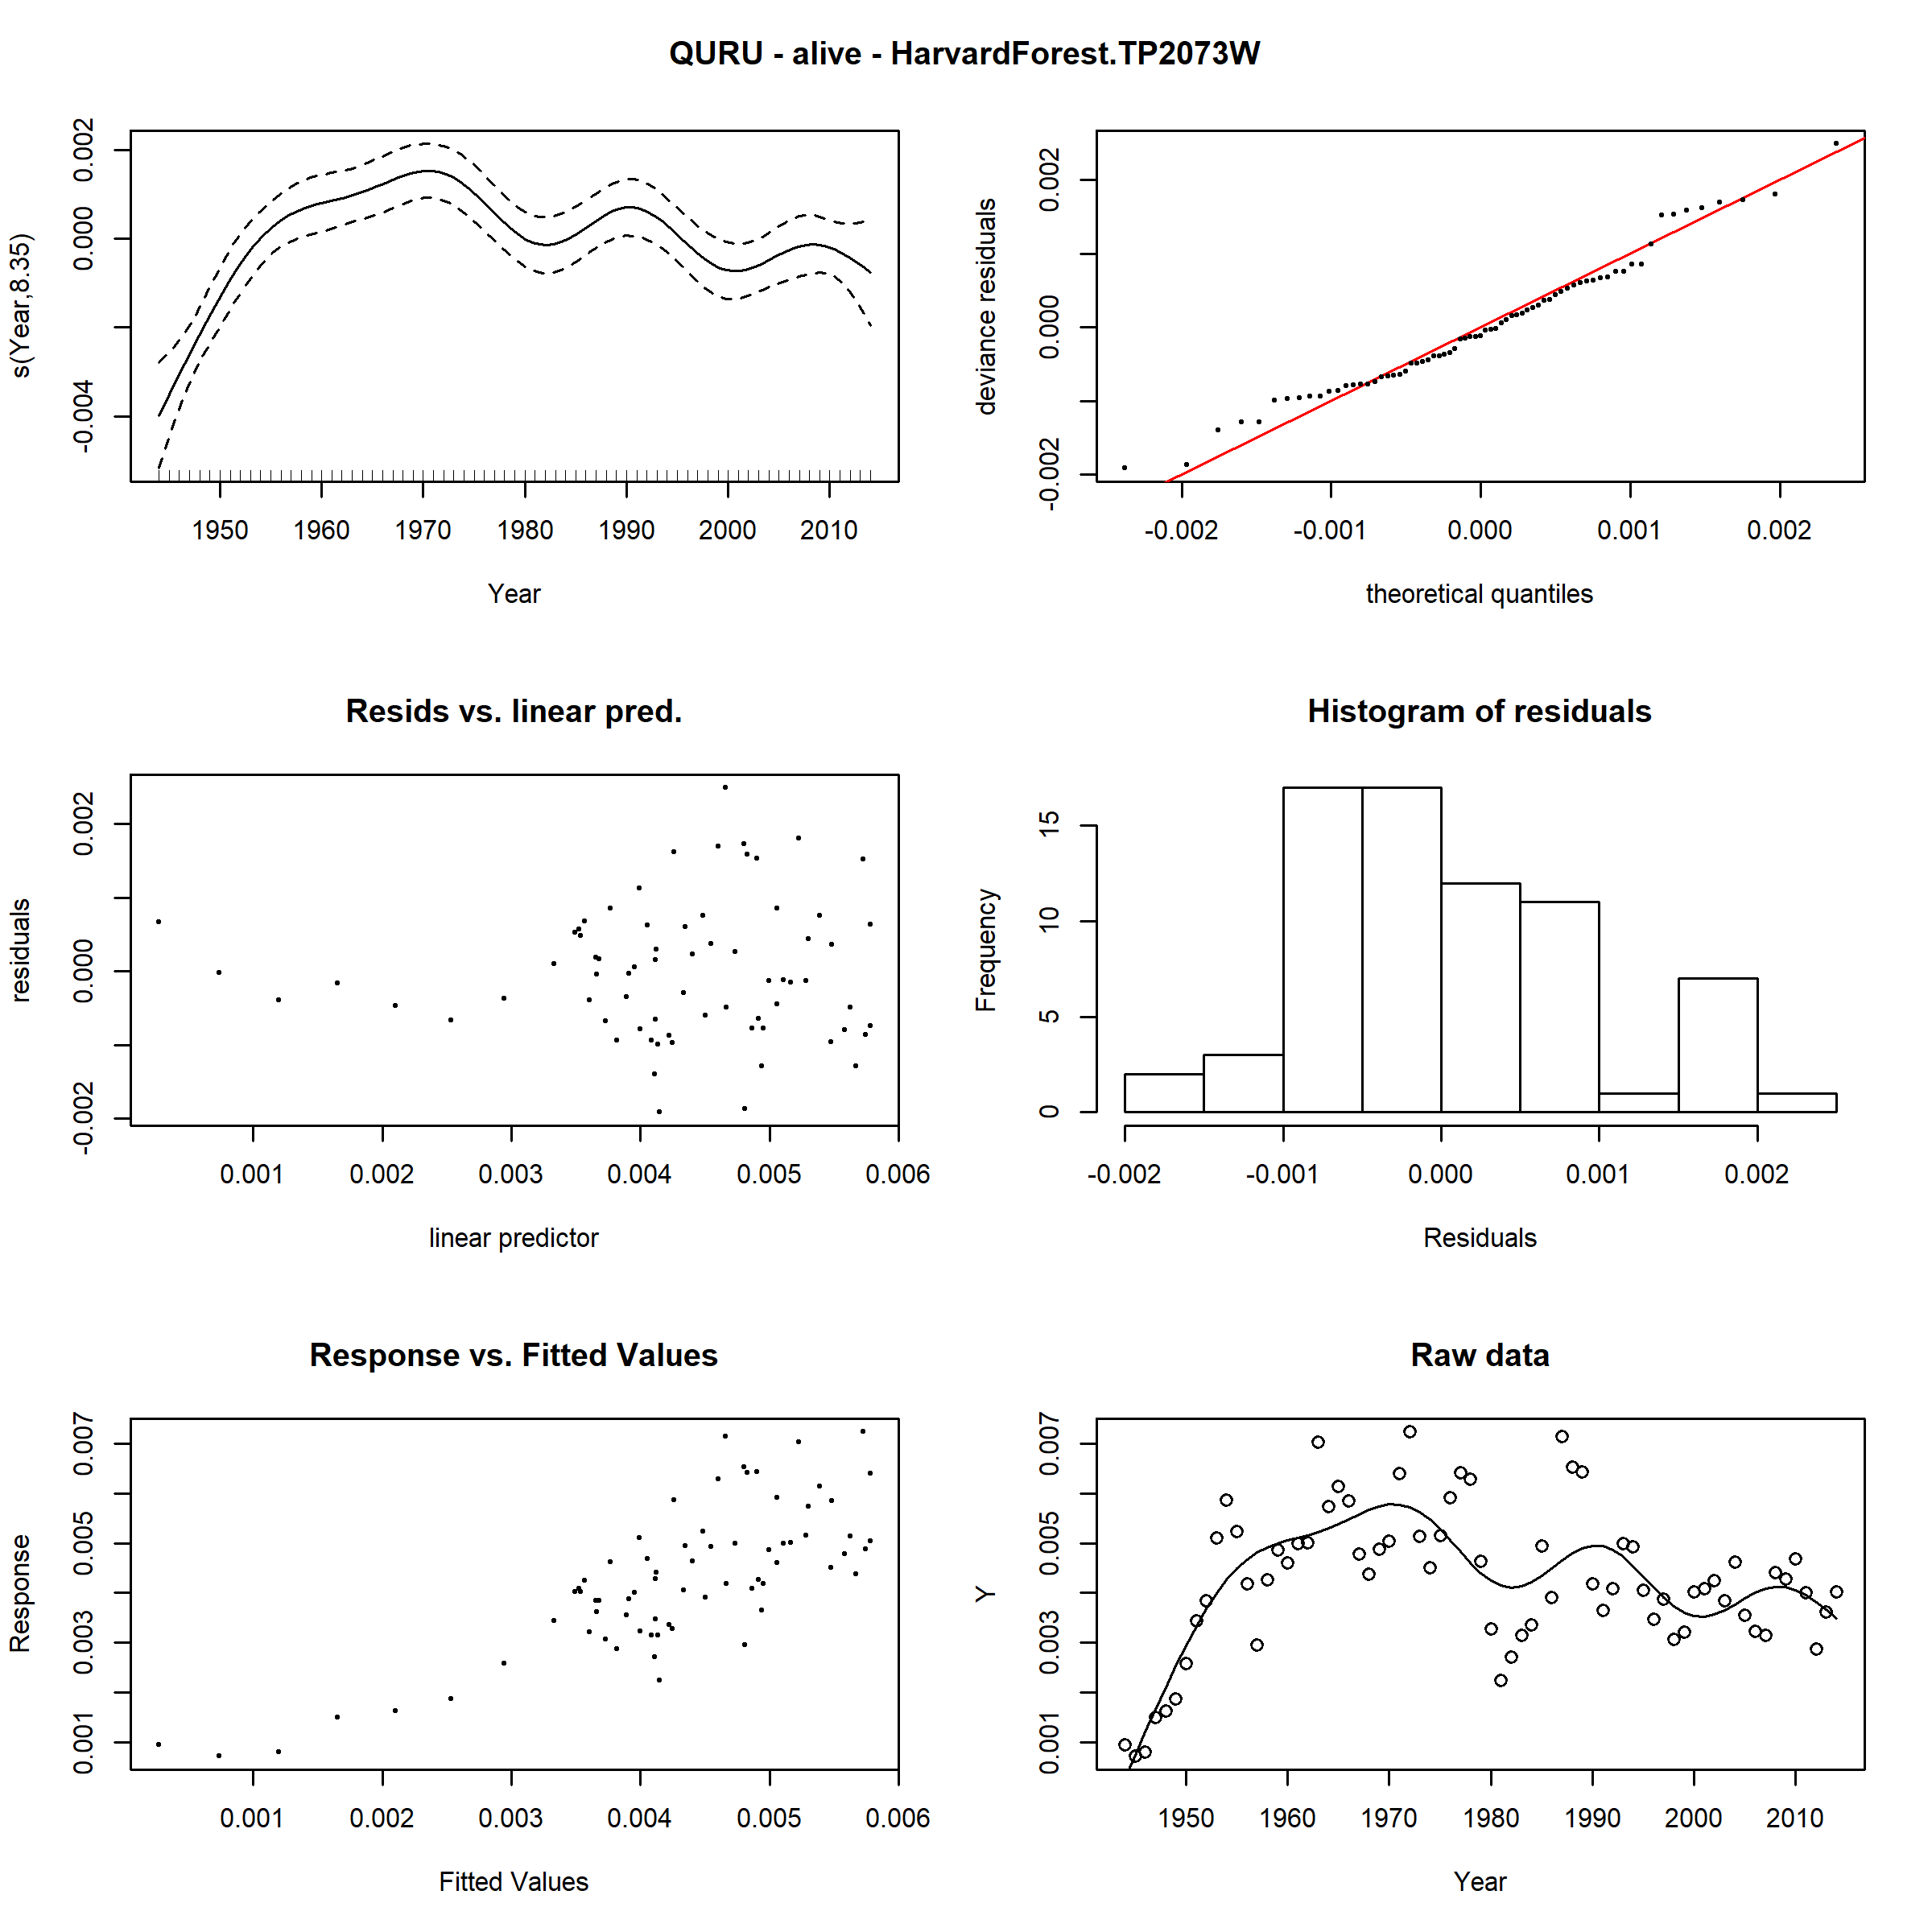 QURU - alive - HarvardForest.TP2073W
s(Year,8.35)
-0.004
0.000
0.002
1950 1960 1970 1980 1990 2000 2010
Year
deviance residuals
-0.002
0.000
0.002
-0.002 -0.001 0.000 0.001 0.002
theoretical quantiles
Resids vs. linear pred.
residuals
-0.002
0.000
0.002
0.001 0.002 0.003 0.004 0.005 0.006
linear predictor
Histogram of residuals
Frequency
0
5
10
15
-0.002 -0.001 0.000 0.001 0.002
Residuals
Response vs. Fitted Values
Response
0.001
0.003
0.005
0.007
0.001 0.002 0.003 0.004 0.005 0.006
Fitted Values
Raw data
Y
0.001
0.003
0.005
0.007
1950 1960 1970 1980 1990 2000 2010
Year